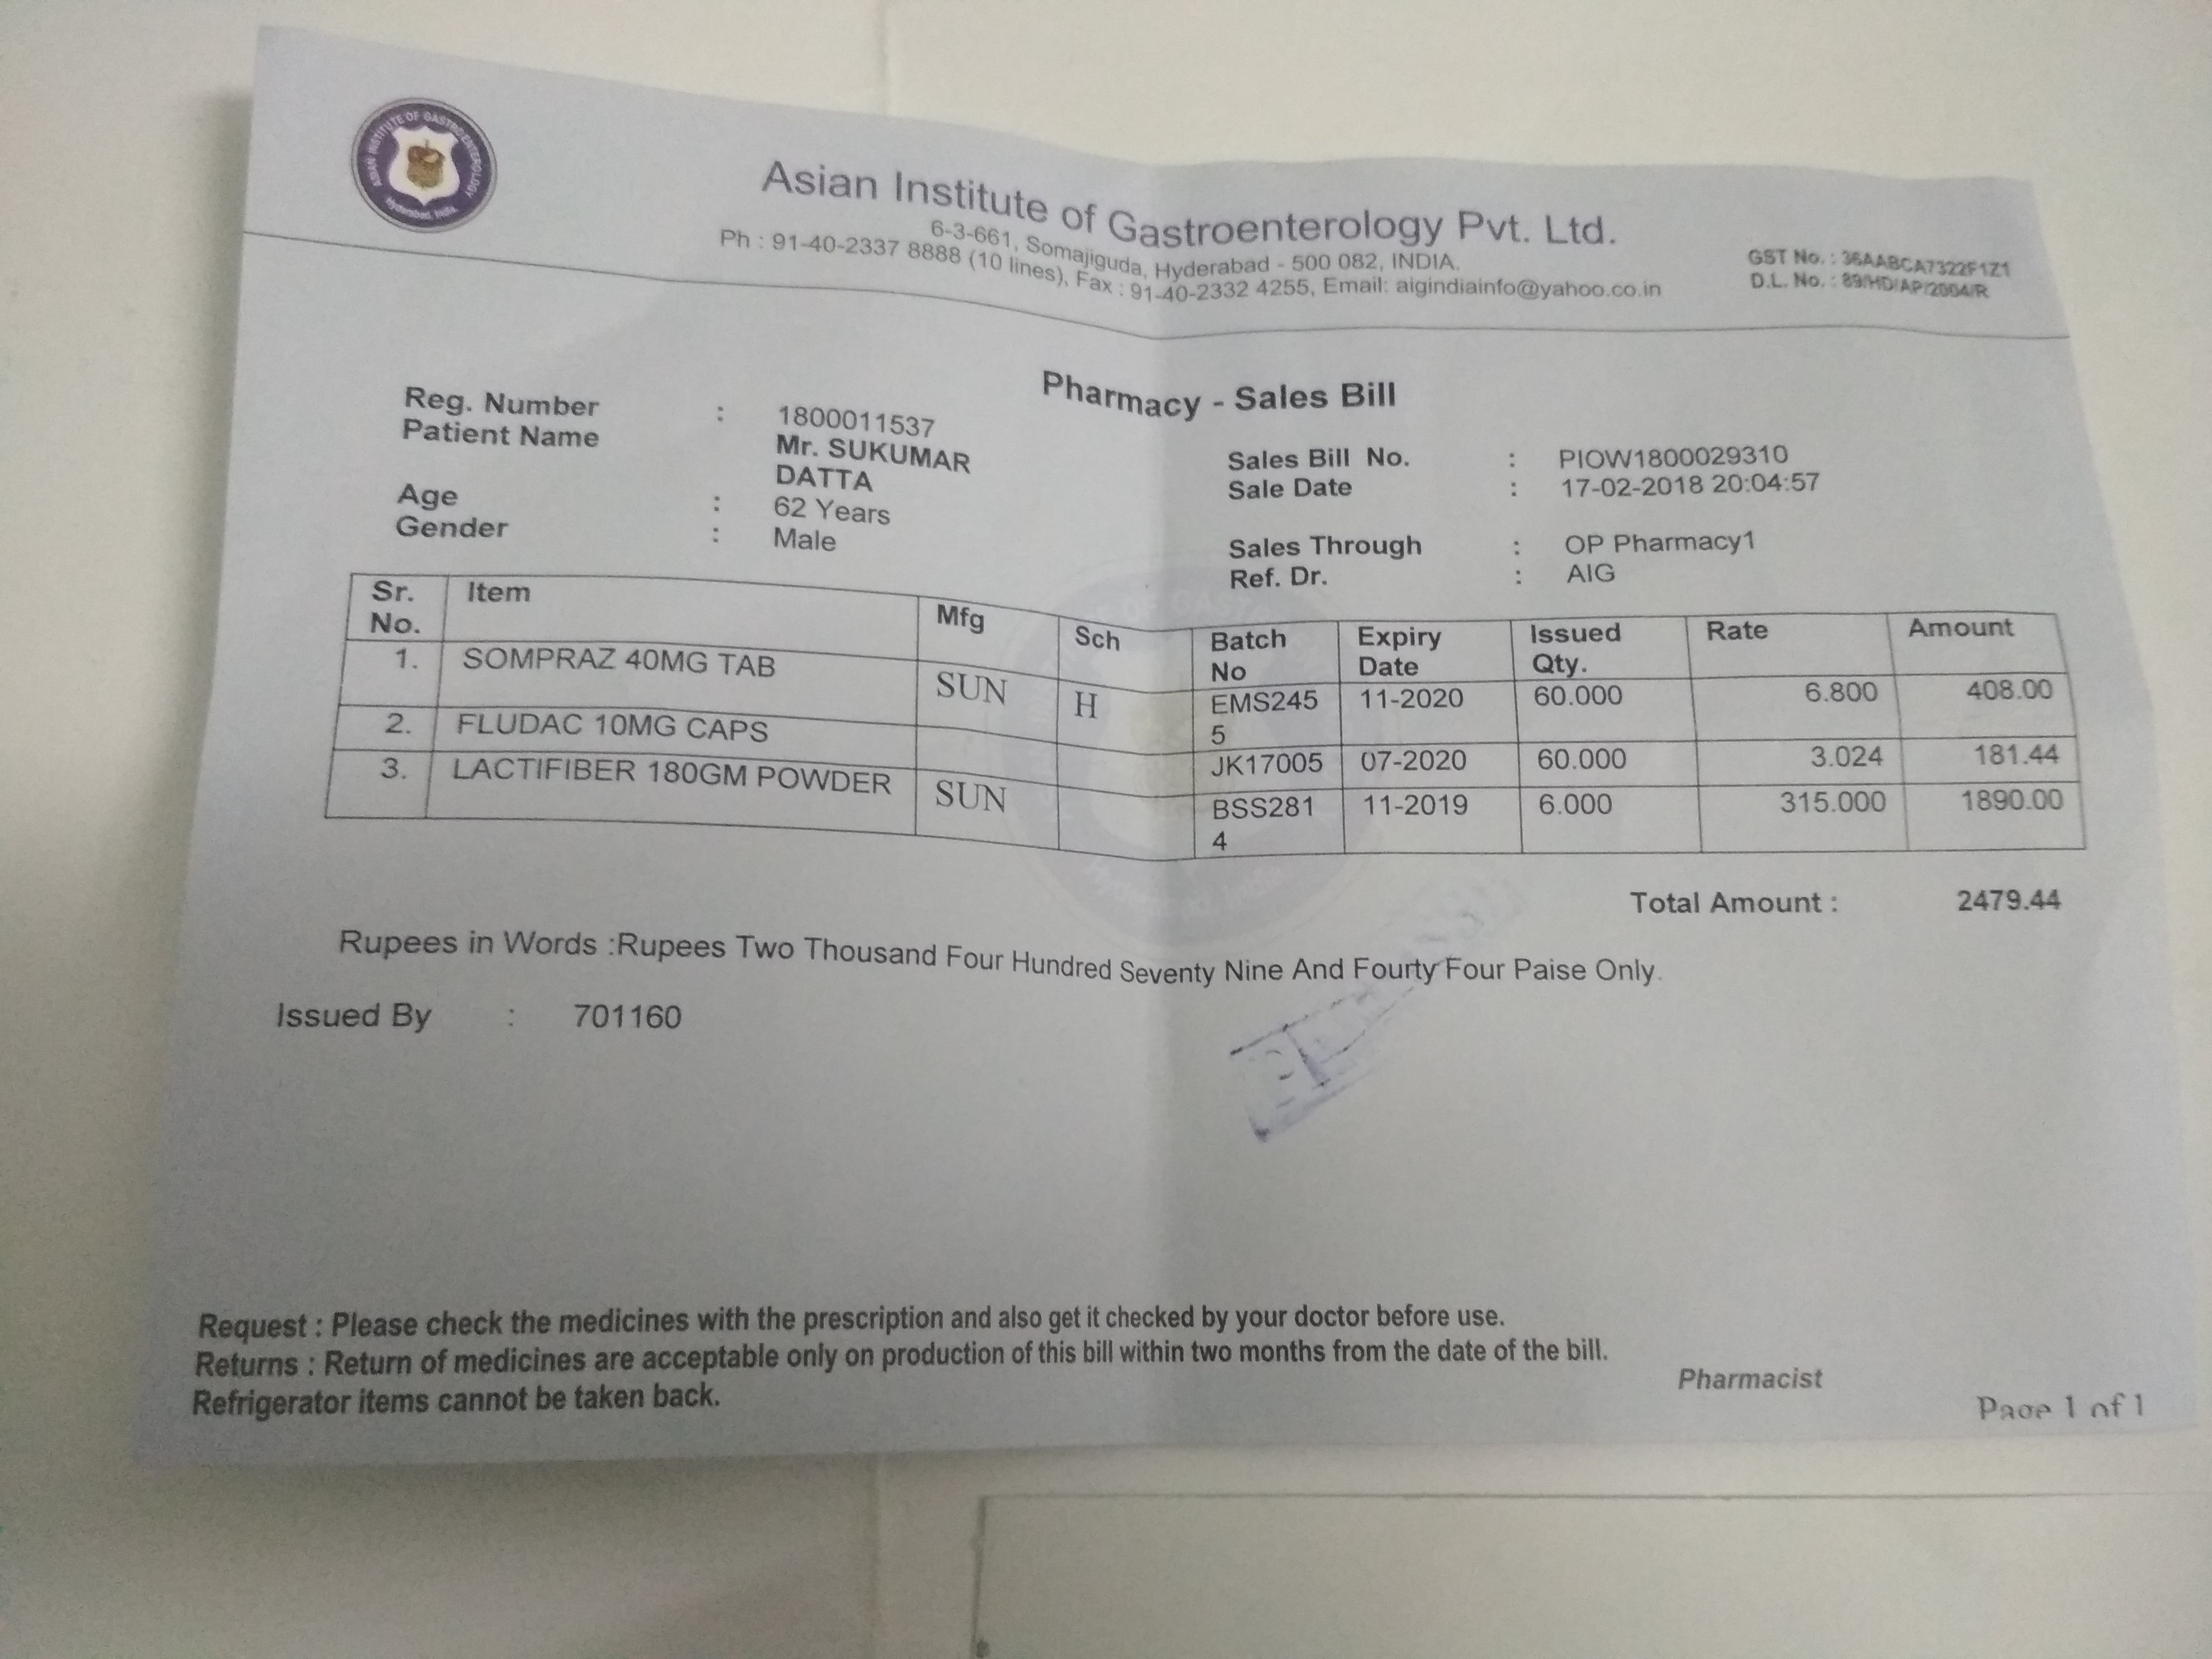 ASIAN INSTITUTE OF GASTROENTEROLOGY
Hyderabad, India.
Asian Institute of Gastroenterology Pvt. Ltd.
6-3-661, Somajiguda, Hyderabad - 500 082, INDIA.
Ph : 91-40-2337 8888 (10 lines), Fax : 91-40-2332 4255, Email: aigindiainfo@yahoo.co.in
GST No. : 36AABCA7322F1Z1
D.L. No. : 89/HD/AP/2004/R
Pharmacy - Sales Bill
Reg. Number : 1800011537
Patient Name Mr. SUKUMAR
DATTA
Age : 62 Years
Gender : Male
Sales Bill No. : PIOW1800029310
Sale Date : 17-02-2018 20:04:57
Sales Through : OP Pharmacy1
Ref. Dr. : AIG
Sr. No. Item Mfg Sch Batch No Expiry Date Issued Qty. Rate Amount
1. SOMPRAZ 40MG TAB SUN H EMS245 5 11-2020 60.000 6.800 408.00
2. FLUDAC 10MG CAPS JK17005 07-2020 60.000 3.024 181.44
3. LACTIFIBER 180GM POWDER SUN BSS281 4 11-2019 6.000 315.000 1890.00
Total Amount : 2479.44
Rupees in Words :Rupees Two Thousand Four Hundred Seventy Nine And Fourty Four Paise Only.
Issued By : 701160
Request : Please check the medicines with the prescription and also get it checked by your doctor before use.
Returns : Return of medicines are acceptable only on production of this bill within two months from the date of the bill.
Refrigerator items cannot be taken back.
Pharmacist
Page 1 of 1